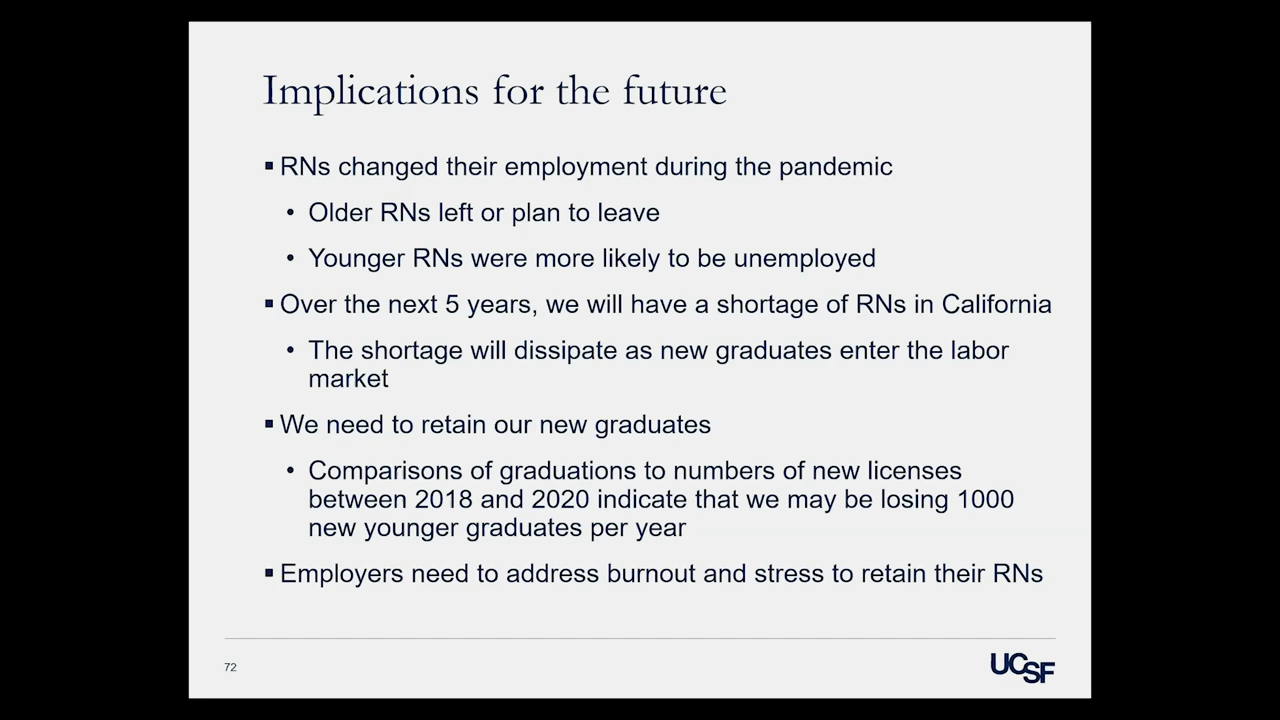 Implications for the future
▪ RNs changed their employment during the pandemic
• Older RNs left or plan to leave
• Younger RNs were more likely to be unemployed
▪ Over the next 5 years, we will have a shortage of RNs in California
• The shortage will dissipate as new graduates enter the labor
market
▪ We need to retain our new graduates
• Comparisons of graduations to numbers of new licenses
between 2018 and 2020 indicate that we may be losing 1000
new younger graduates per year
▪ Employers need to address burnout and stress to retain their RNs
72
UCSF